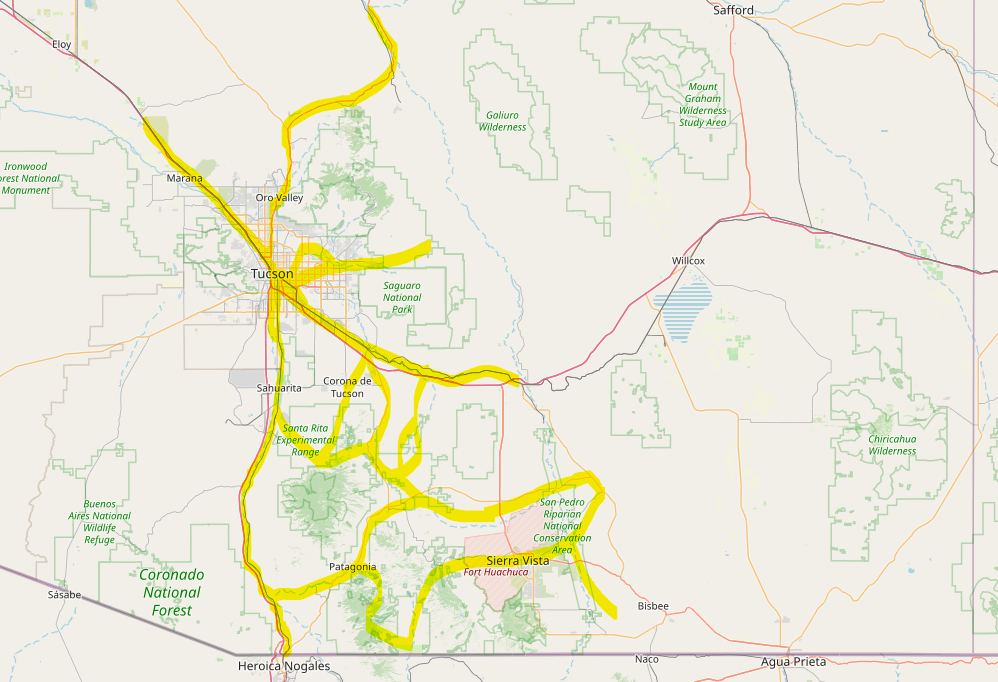 Safford
Eloy
Mount
Graham
Wilderness
Study Area
Galiuro
Wilderness
Ironwood
orest National
Monument
Marana
Oro Valley
Willcox
Tucson
Saguaro
National
Park
Corona de
Tucson
Sahuarita
Santa Rita
Experimental
Range
Chiricahua
Wilderness
Buenos
Aires National
Wildlife
Refuge
San Pedro
Riparian
National
Conservation
Area
Sierra Vista
Fort Huachuca
Patagonia
Coronado
National
Forest
Sásabe
Bisbee
Heroica Nogales
Naco
Agua Prieta